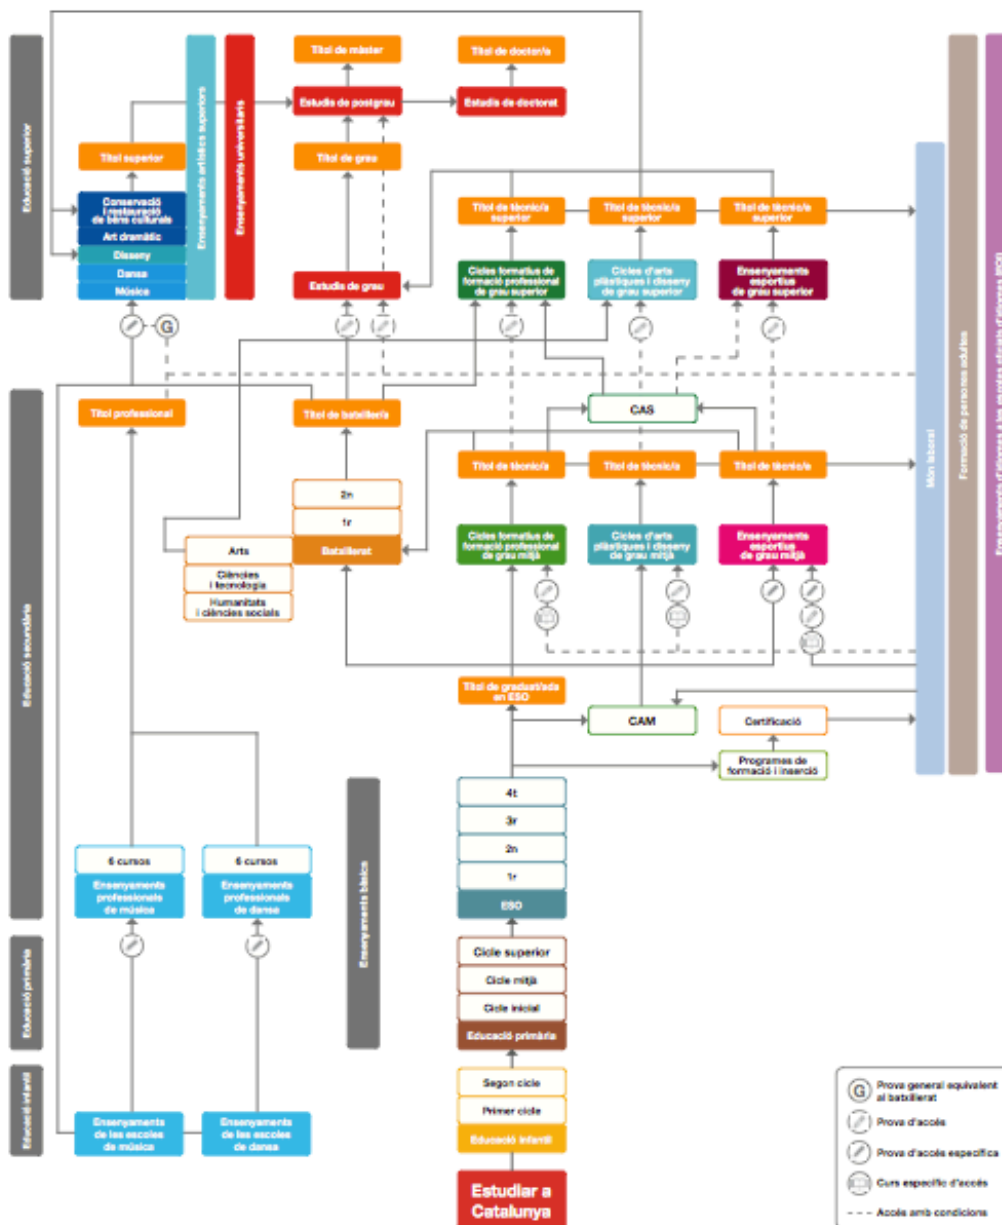 Títol de màster
Títol de doctor/a
Estudis de postgrau
Estudis de doctorat
Títol superior
Títol de grau
Conservació
i restauració
de béns culturals
Art dramàtic
Disseny
Dansa
Música
Estudis de grau
Títol de tècnic/a
superior
Títol de tècnic/a
superior
Títol de tècnic/a
superior
Cicles formatius de
formació professional
de grau superior
Cicles d'arts
plàstiques i disseny
de grau superior
Ensenyaments
esportius
de grau superior
Educació superior
Ensenyaments artístics superiors
Ensenyaments universitaris
G
Títol professional
Títol de batxiller/a
CAS
Títol de tècnic/a
Títol de tècnic/a
Títol de tècnic/a
2n
1r
Batxillerat
Arts
Ciències
i tecnologia
Humanitats
i ciències socials
Cicles formatius de
formació professional
de grau mitjà
Cicles d'arts
plàstiques i disseny
de grau mitjà
Ensenyaments
esportius
de grau mitjà
Món laboral
Formació de persones adultes
Educació secundària
Títol de graduat/ada
en ESO
CAM
Certificació
Programes de
formació i inserció
4t
3r
2n
1r
ESO
6 cursos
Ensenyaments
professionals
de música
6 cursos
Ensenyaments
professionals
de dansa
Ensenyaments bàsics
Educació primària
Cicle superior
Cicle mitjà
Cicle inicial
Educació primària
Educació infantil
Segon cicle
Primer cicle
Educació infantil
Ensenyaments
de les escoles
de música
Ensenyaments
de les escoles
de dansa
Estudiar a
Catalunya
G
Prova general equivalent
al batxillerat
Prova d'accés
Prova d'accés específica
Curs específic d'accés
Accés amb condicions